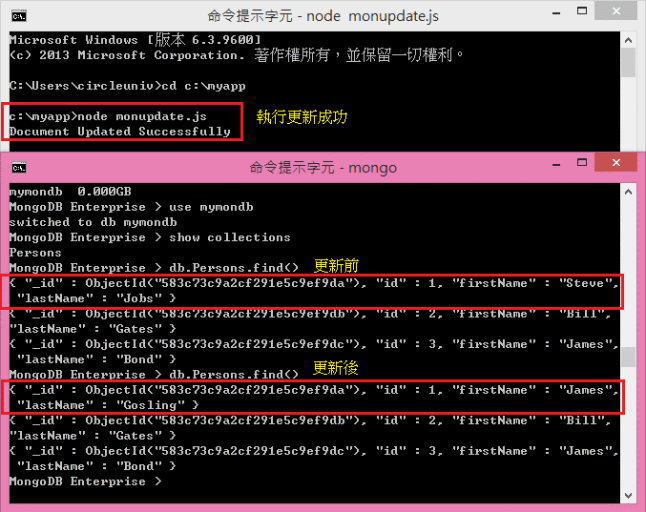 命令提示字元 - node monupdate.js
Microsoft Windows [版本 6.3.9600]
(c) 2013 Microsoft Corporation. 著作權所有，並保留一切權利。
C:\Users\circleuniv>cd c:\myapp
c:\myapp>node monupdate.js
執行更新成功
Document Updated Successfully
命令提示字元 - mongo
mymondb  0.000GB
MongoDB Enterprise > use mymondb
switched to db mymondb
MongoDB Enterprise > show collections
Persons
MongoDB Enterprise > db.Persons.find()
更新前
{ "_id" : ObjectId("583c73c9a2cf291e5c9ef9da"), "id" : 1, "firstName" : "Steve",
"lastName" : "Jobs" }
{ "_id" : ObjectId("583c73c9a2cf291e5c9ef9db"), "id" : 2, "firstName" : "Bill",
"lastName" : "Gates" }
{ "_id" : ObjectId("583c73c9a2cf291e5c9ef9dc"), "id" : 3, "firstName" : "James",
"lastName" : "Bond" }
更新後
MongoDB Enterprise > db.Persons.find()
{ "_id" : ObjectId("583c73c9a2cf291e5c9ef9da"), "id" : 1, "firstName" : "James",
"lastName" : "Gosling" }
{ "_id" : ObjectId("583c73c9a2cf291e5c9ef9db"), "id" : 2, "firstName" : "Bill",
"lastName" : "Gates" }
{ "_id" : ObjectId("583c73c9a2cf291e5c9ef9dc"), "id" : 3, "firstName" : "James",
"lastName" : "Bond" }
MongoDB Enterprise >